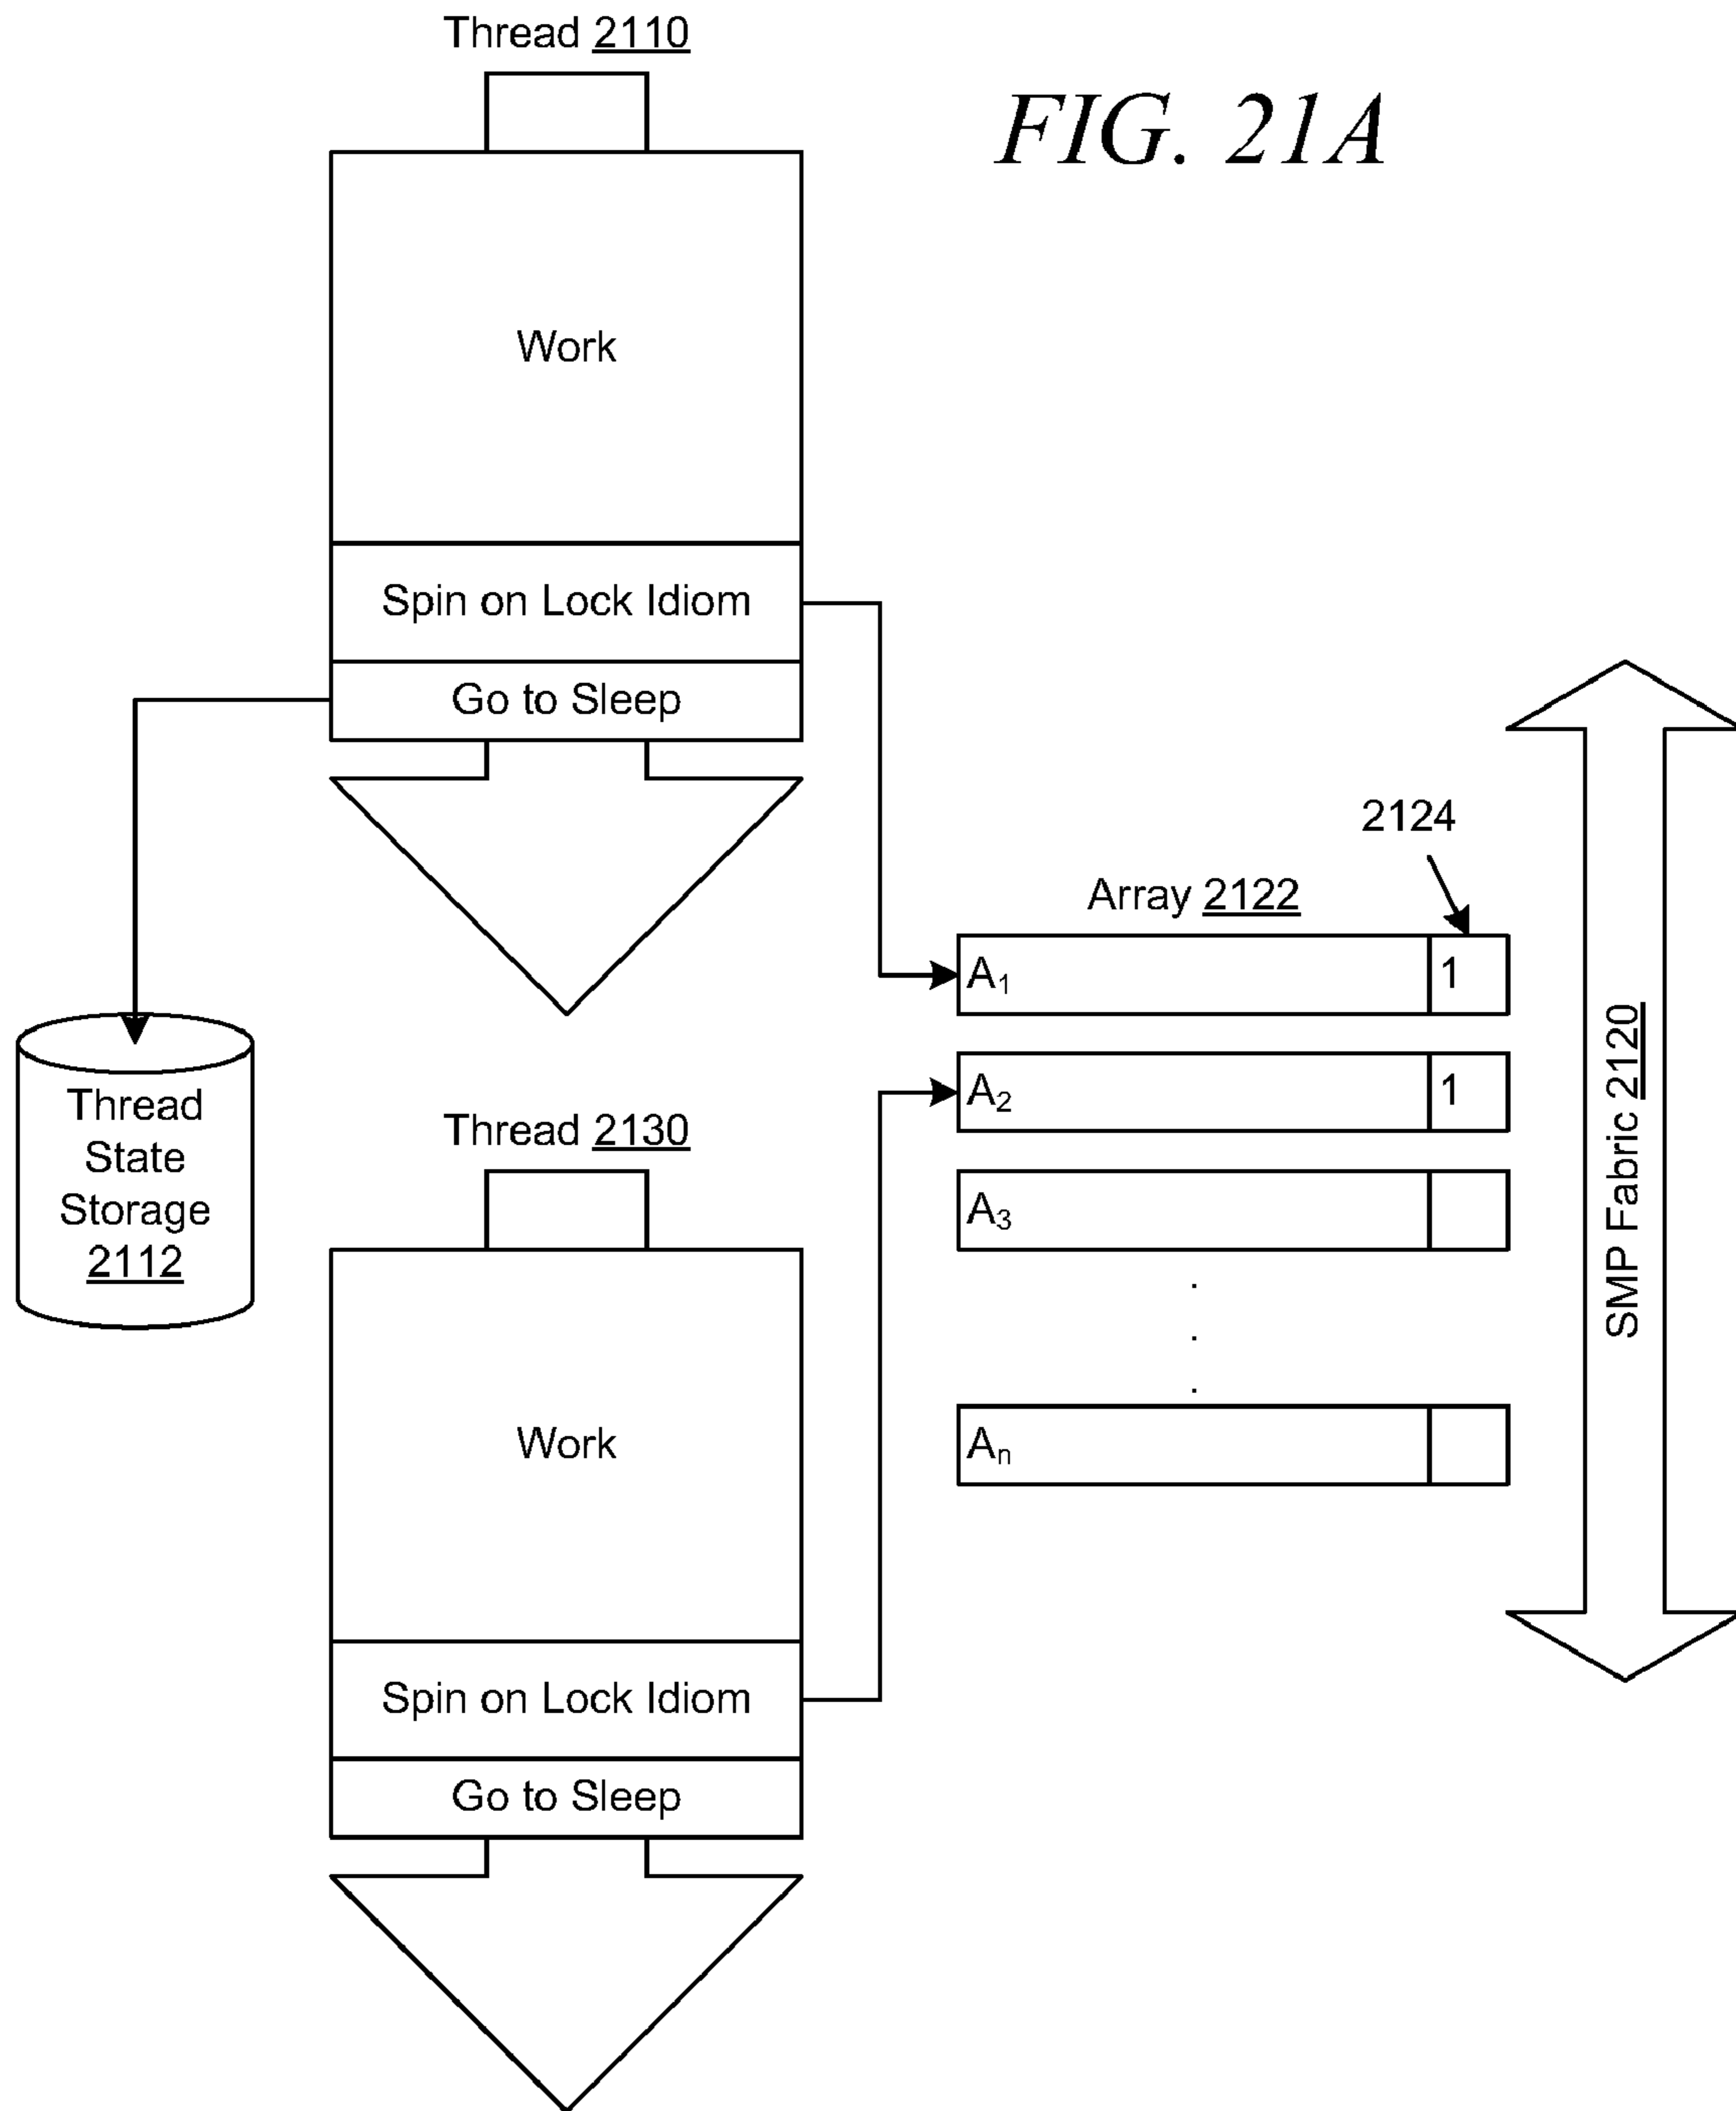 Thread 2110
FIG. 21A
Work
Spin on Lock Idiom
Go to Sleep
2124
Array 2122
A₁ 1
A₂ 1
A₃
Aₙ
SMP Fabric 2120
Thread
State
Storage
2112
Thread 2130
Work
Spin on Lock Idiom
Go to Sleep